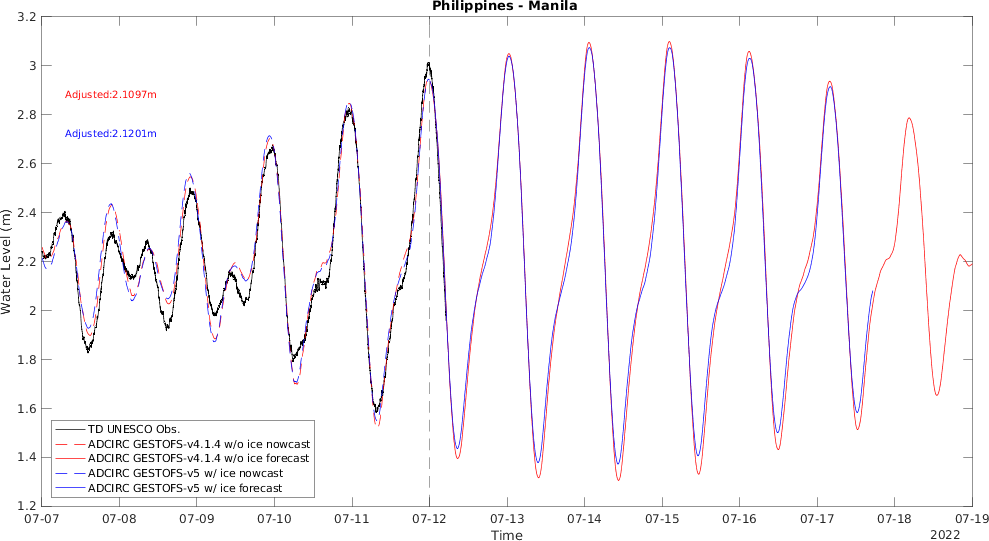 Philippines - Manila
3.2
3
2.8
2.6
2.4
2.2
2
1.8
1.6
1.4
1.2
Water Level (m)
Adjusted:2.1097m
Adjusted:2.1201m
TD UNESCO Obs.
ADCIRC GESTOFS-v4.1.4 w/o ice nowcast
ADCIRC GESTOFS-v4.1.4 w/o ice forecast
ADCIRC GESTOFS-v5 w/ ice nowcast
ADCIRC GESTOFS-v5 w/ ice forecast
07-07 07-08 07-09 07-10 07-11 07-12 07-13 07-14 07-15 07-16 07-17 07-18 07-19
Time
2022